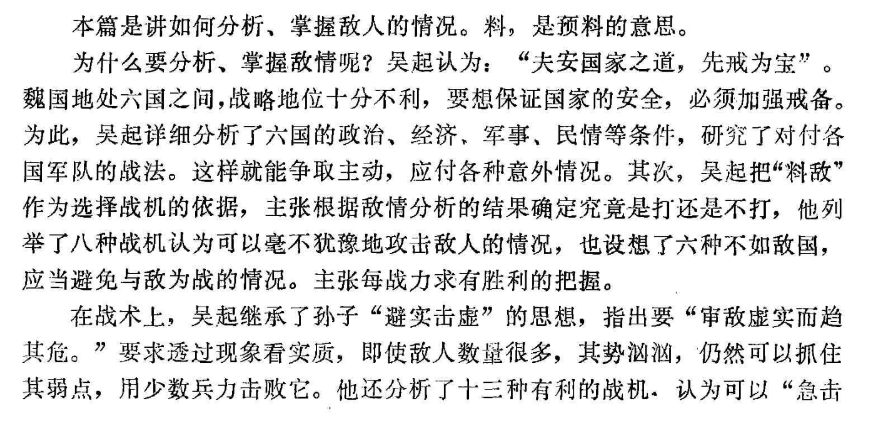 本篇是讲如何分析、掌握敌人的情况。料，是预料的意思。
为什么要分析、掌握敌情呢？吴起认为：“夫安国家之道，先戒为宝”。
魏国地处六国之间，战略地位十分不利，要想保证国家的安全，必须加强戒备。
为此，吴起详细分析了六国的政治、经济、军事、民情等条件，研究了对付各
国军队的战法。这样就能争取主动，应付各种意外情况。其次，吴起把“料敌”
作为选择战机的依据，主张根据敌情分析的结果确定究竟是打还是不打，他列
举了八种战机认为可以毫不犹豫地攻击敌人的情况，也设想了六种不如敌国，
应当避免与敌为战的情况。主张每战力求有胜利的把握。
在战术上，吴起继承了孙子“避实击虚”的思想，指出要“审敌虚实而趋
其危。”要求透过现象看实质，即使敌人数量很多，其势汹汹，仍然可以抓住
其弱点，用少数兵力击败它。他还分析了十三种有利的战机．认为可以“急击